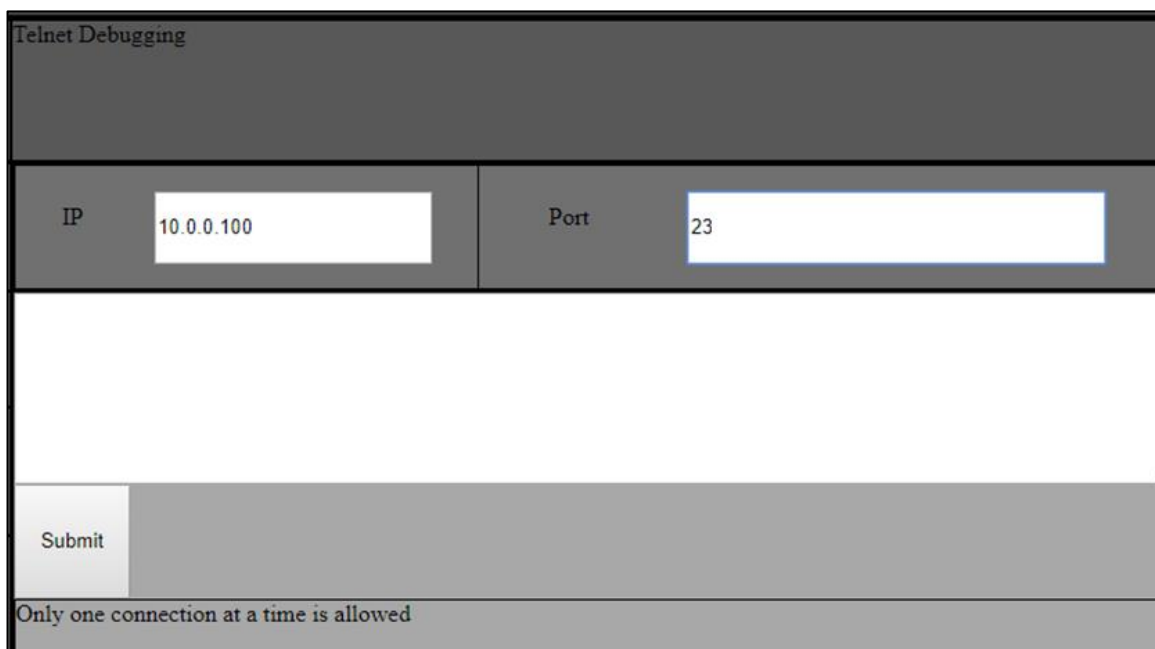 Telnet Debugging
IP
10.0.0.100
Port
23
Submit
Only one connection at a time is allowed